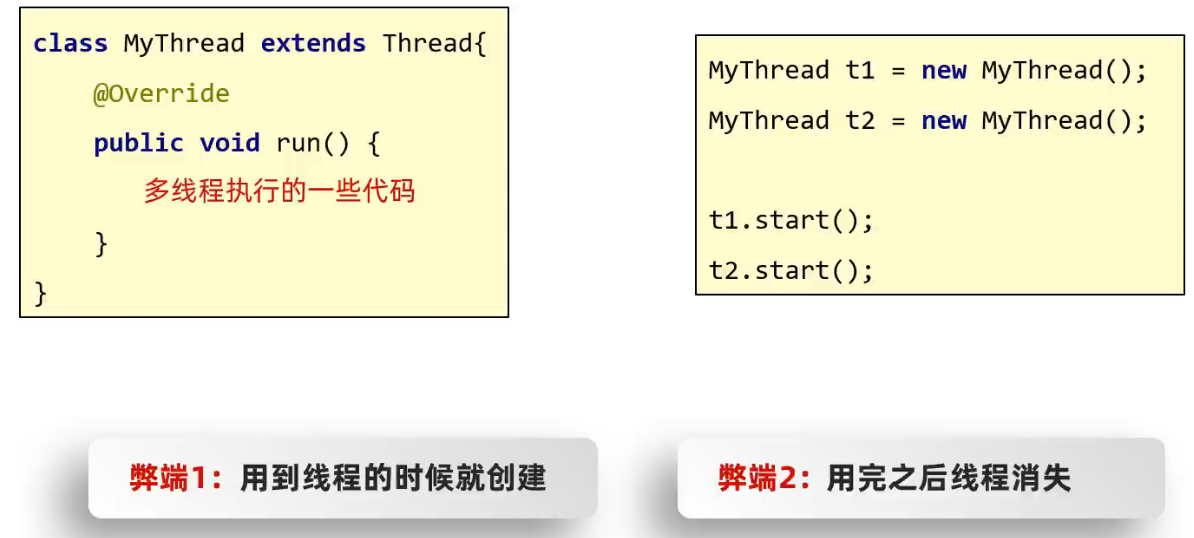 class MyThread extends Thread{
@Override
public void run() {
多线程执行的一些代码
}
}
MyThread t1 = new MyThread();
MyThread t2 = new MyThread();
t1.start();
t2.start();
弊端1：用到线程的时候就创建
弊端2：用完之后线程消失